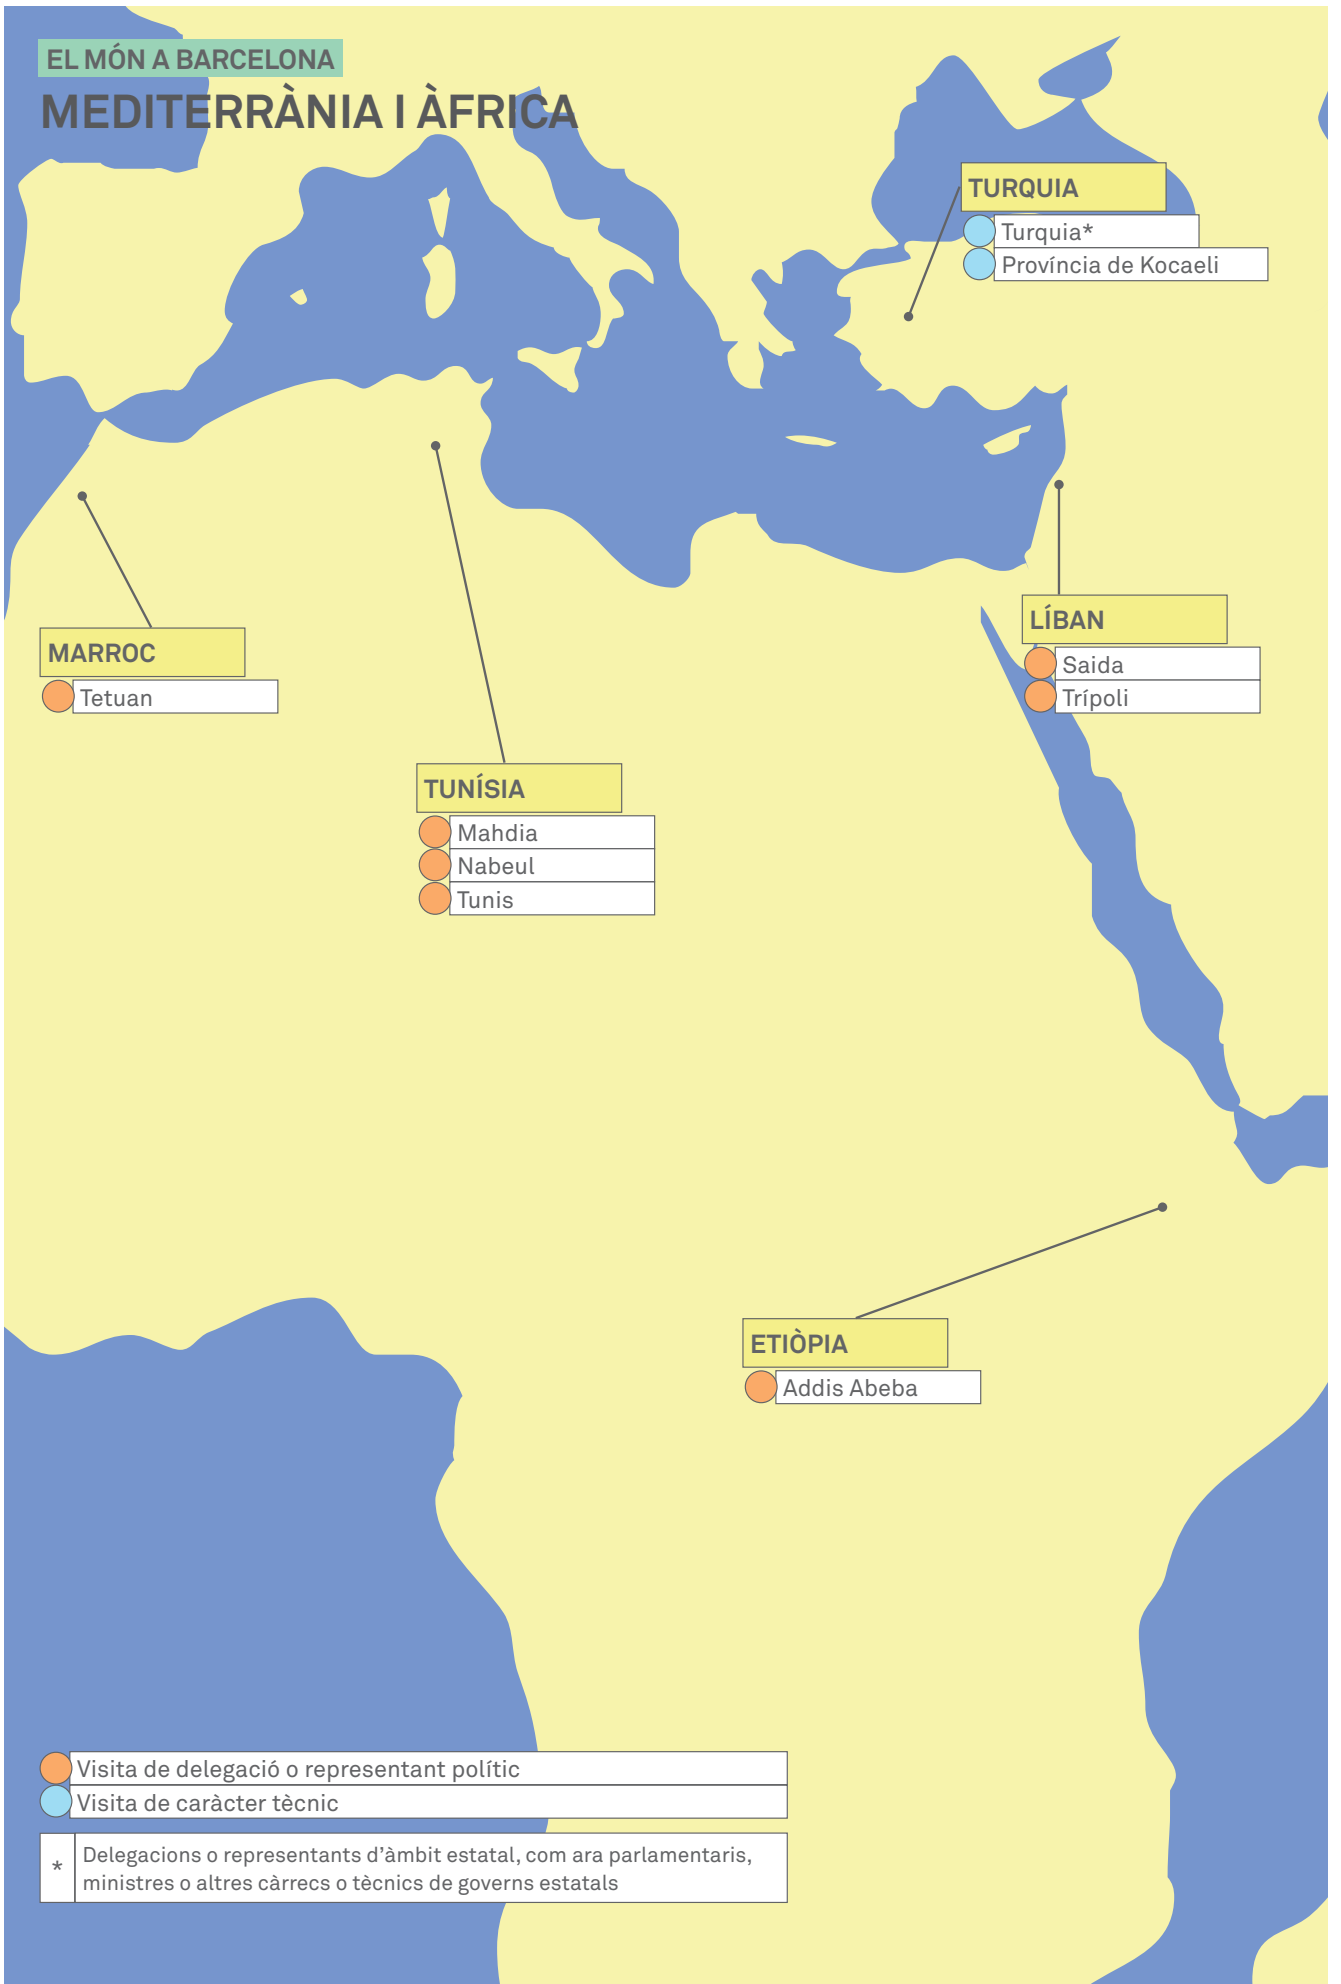 EL MÓN A BARCELONA
MEDITERRÀNIA I ÀFRICA
TURQUIA
Turquia*
Província de Kocaeli
LÍBAN
Saida
Trípoli
MARROC
Tetuan
TUNÍSIA
Mahdia
Nabeul
Tunis
ETIÒPIA
Addis Abeba
Visita de delegació o representant polític
Visita de caràcter tècnic
* Delegacions o representants d'àmbit estatal, com ara parlamentaris,
ministres o altres càrrecs o tècnics de governs estatals